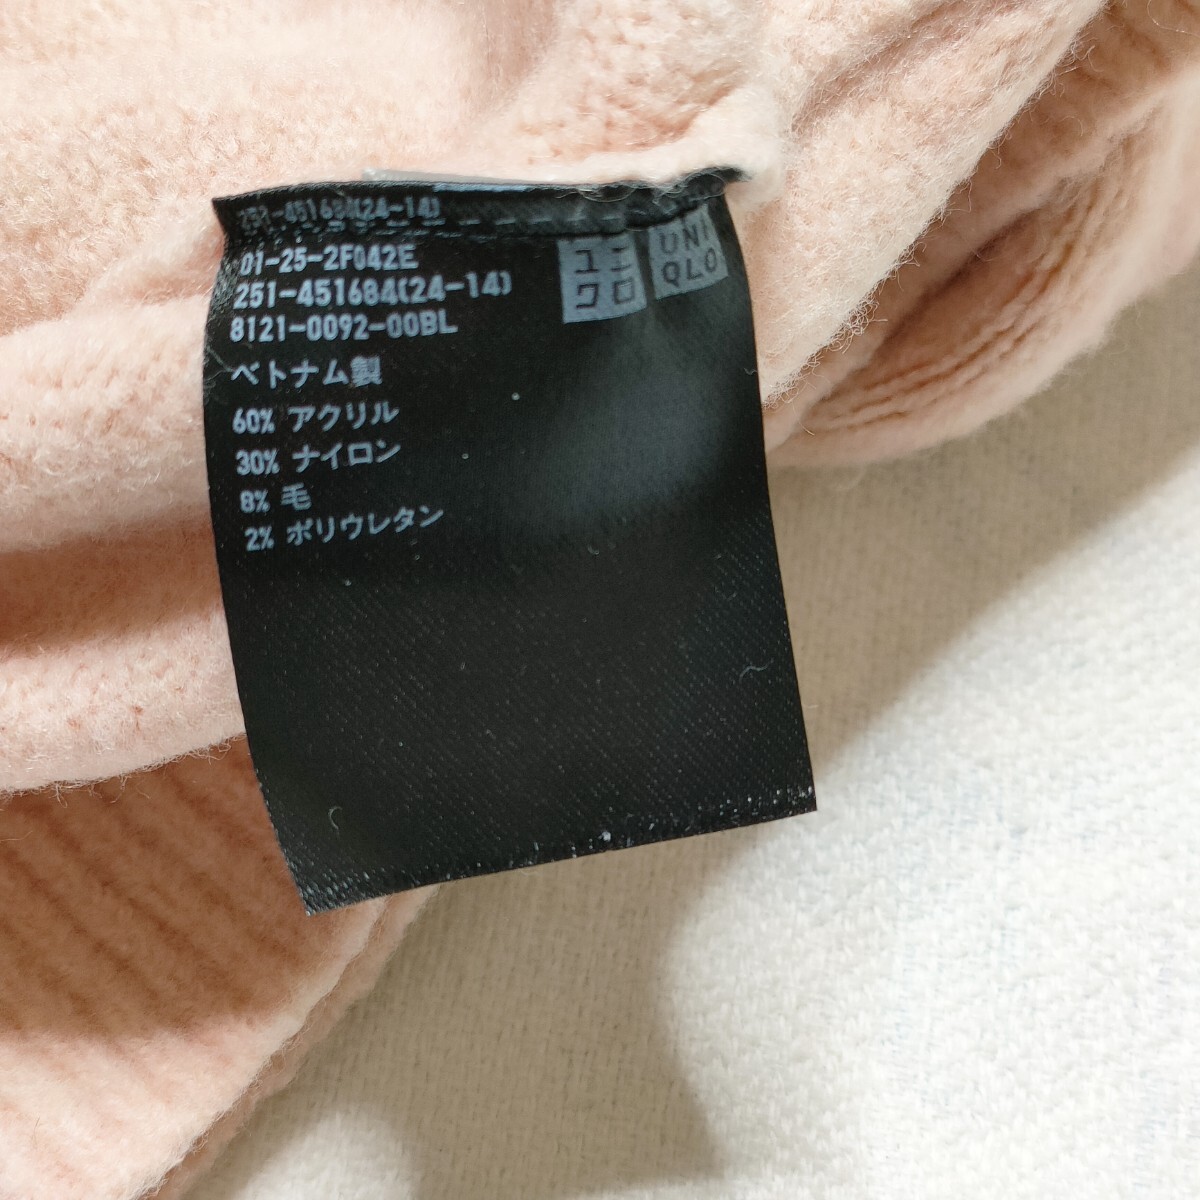 251-451684(24-14)
01-25-2F042E
251-451684(24-14)
8121-0092-00BL
ユニ
クロ
UNI
QLO
ベトナム製
60% アクリル
30% ナイロン
8% 毛
2% ポリウレタン